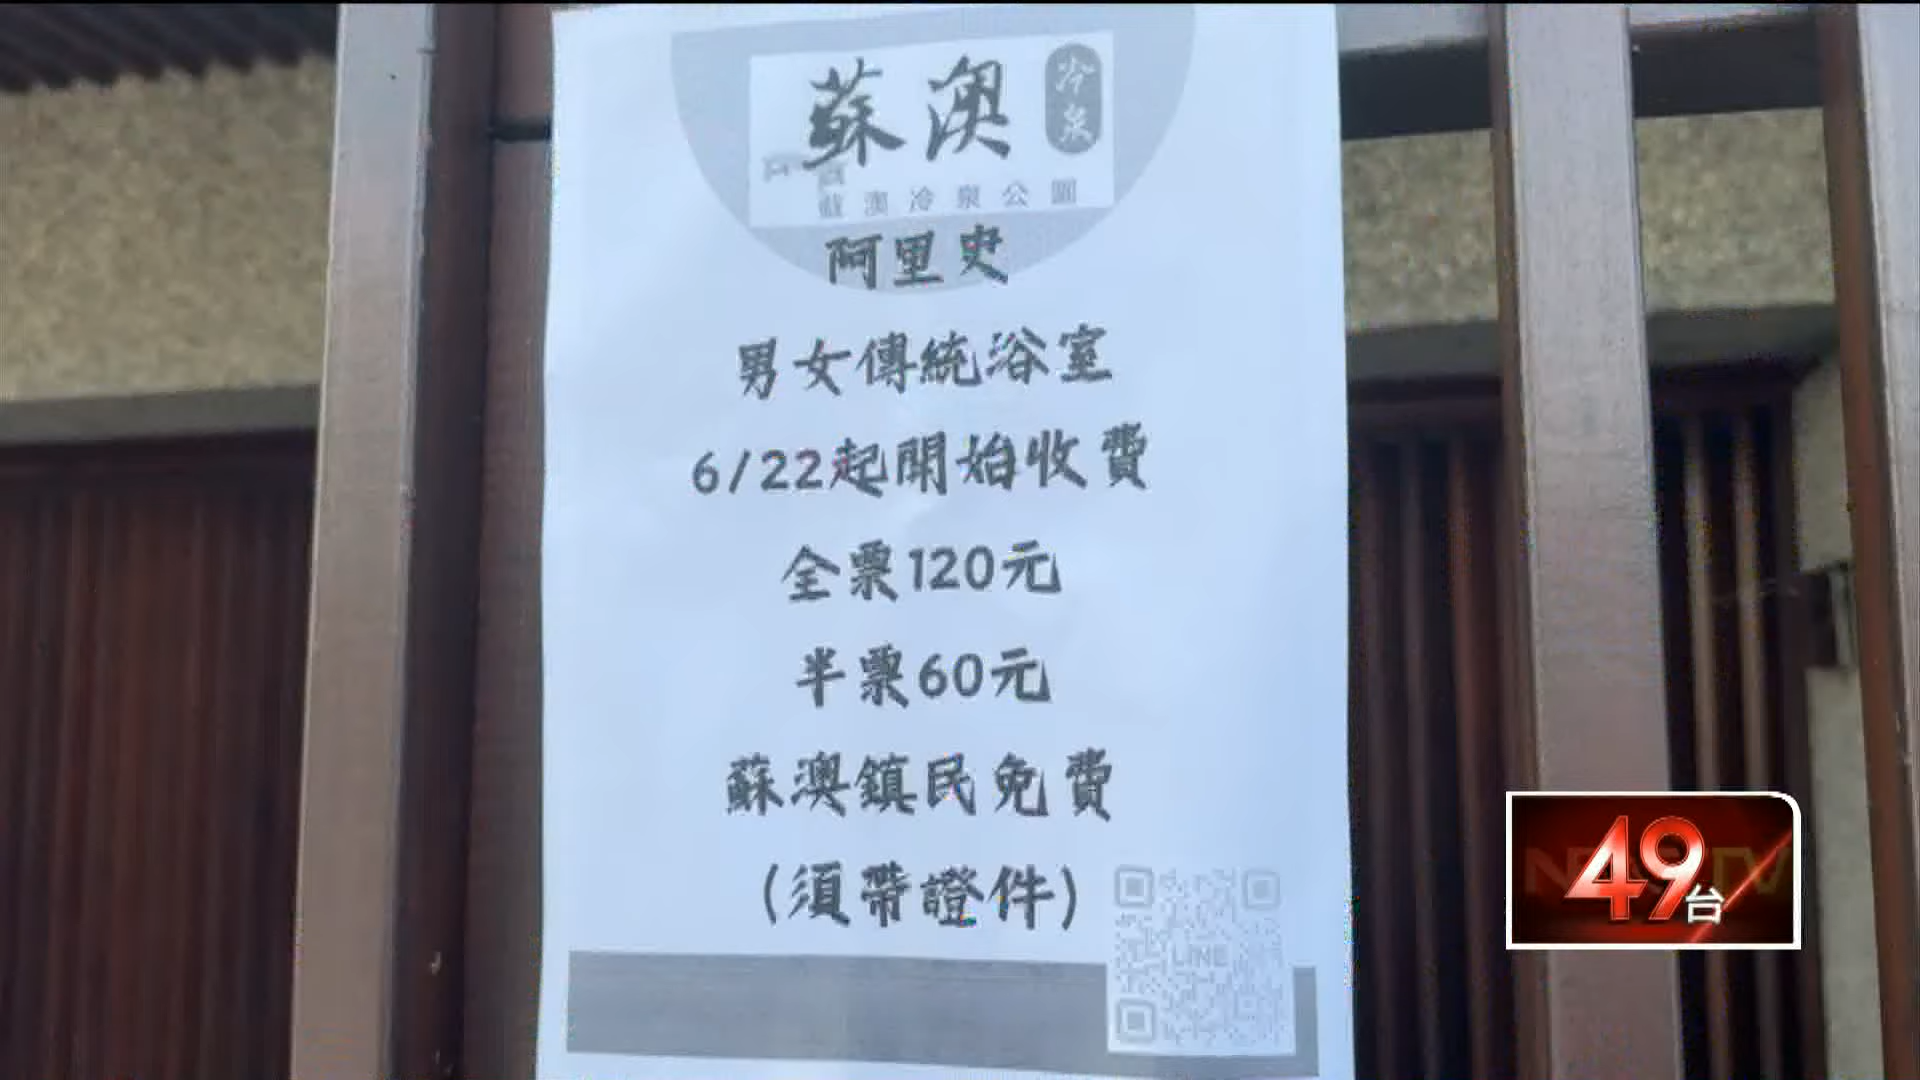 蘇澳
冷泉
蘇澳冷泉公園
阿里史
男女傳統浴室
6/22起開始收費
全票120元
半票60元
蘇澳鎮民免費
(須帶證件)
LINE
49台